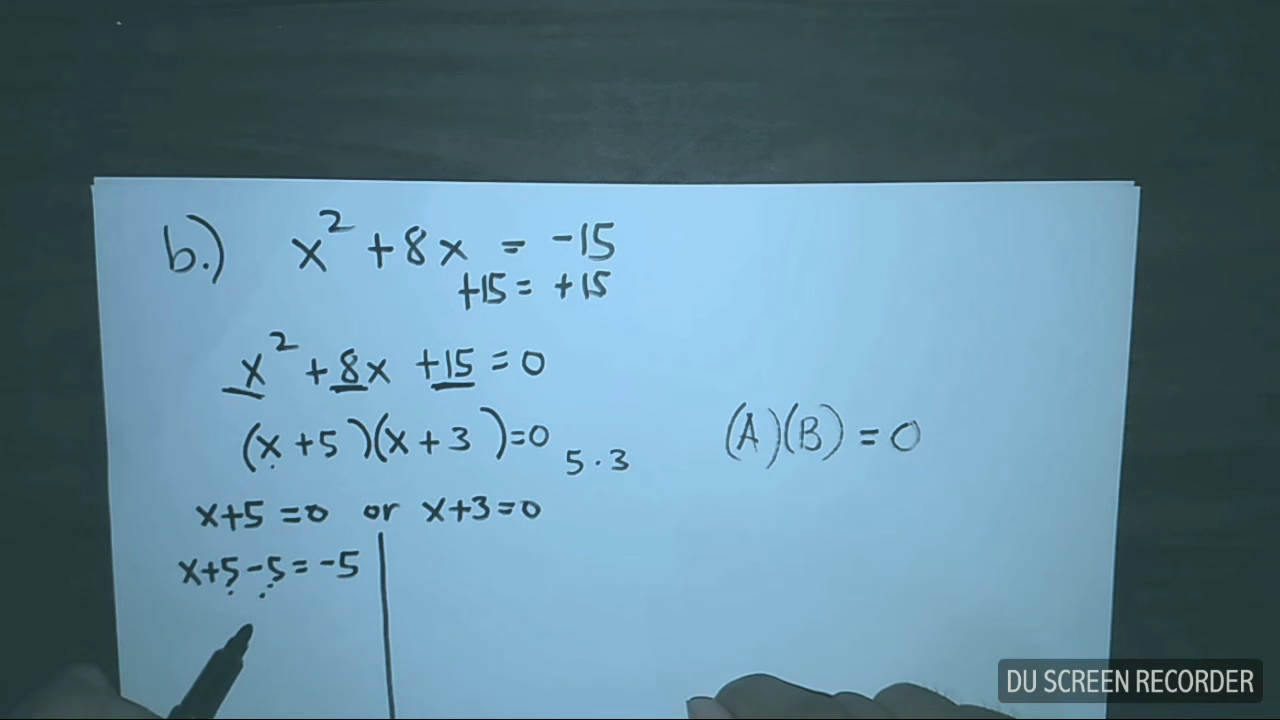 b.) x² + 8x = -15
+15 = +15
x² + 8x + 15 = 0
(x + 5)(x + 3) = 0
5 · 3
(A)(B) = 0
x + 5 = 0 or x + 3 = 0
x + 5 - 5 = -5
DU SCREEN RECORDER